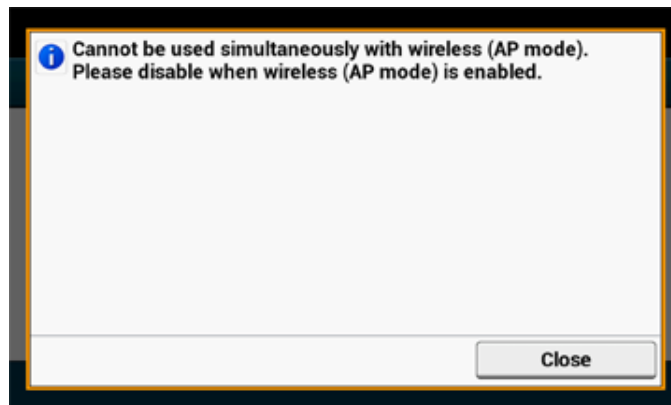 Cannot be used simultaneously with wireless (AP mode).
Please disable when wireless (AP mode) is enabled.
Close